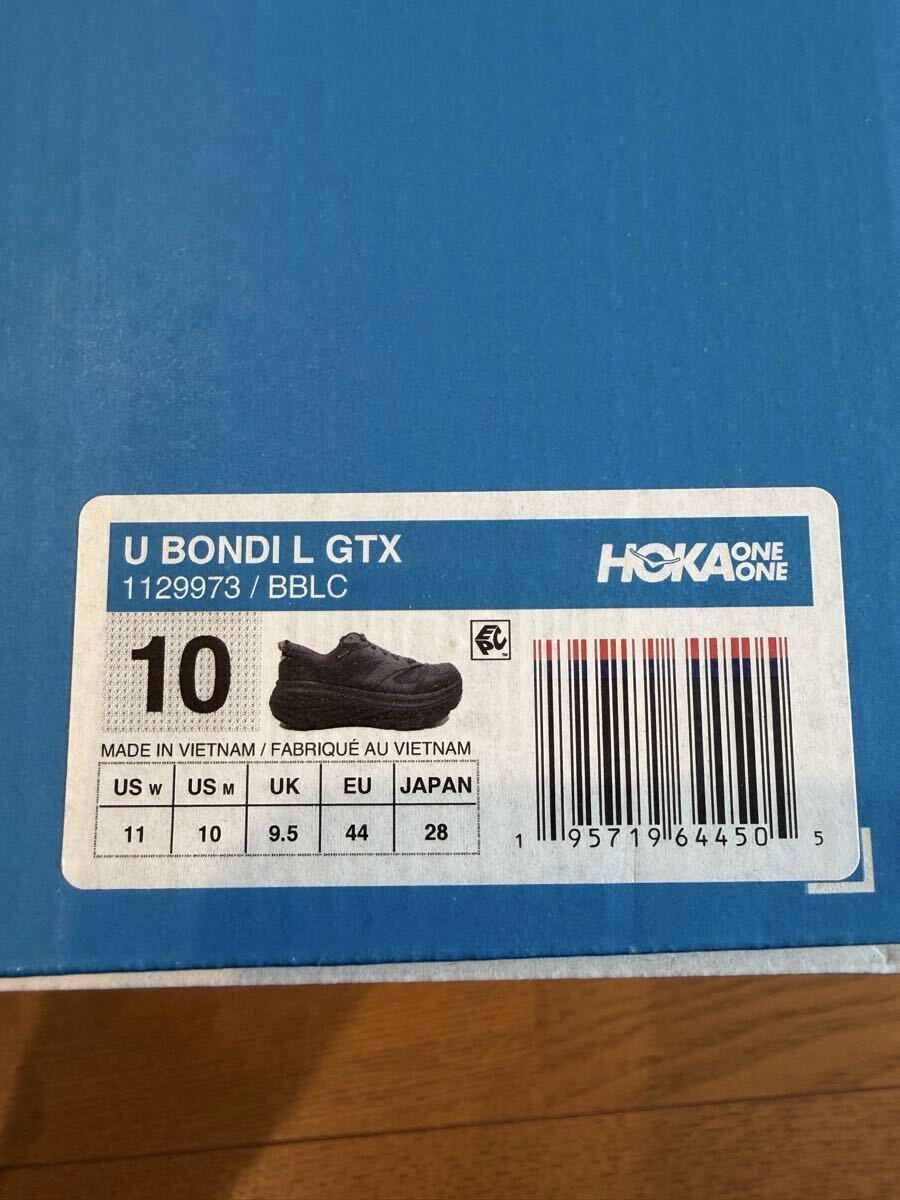 U BONDI L GTX
1129973 / BBLC
HOKA ONE ONE
10
EPC™
MADE IN VIETNAM / FABRIQUÉ AU VIETNAM
US W US M UK EU JAPAN
11 10 9.5 44 28
1 95719 64450 5